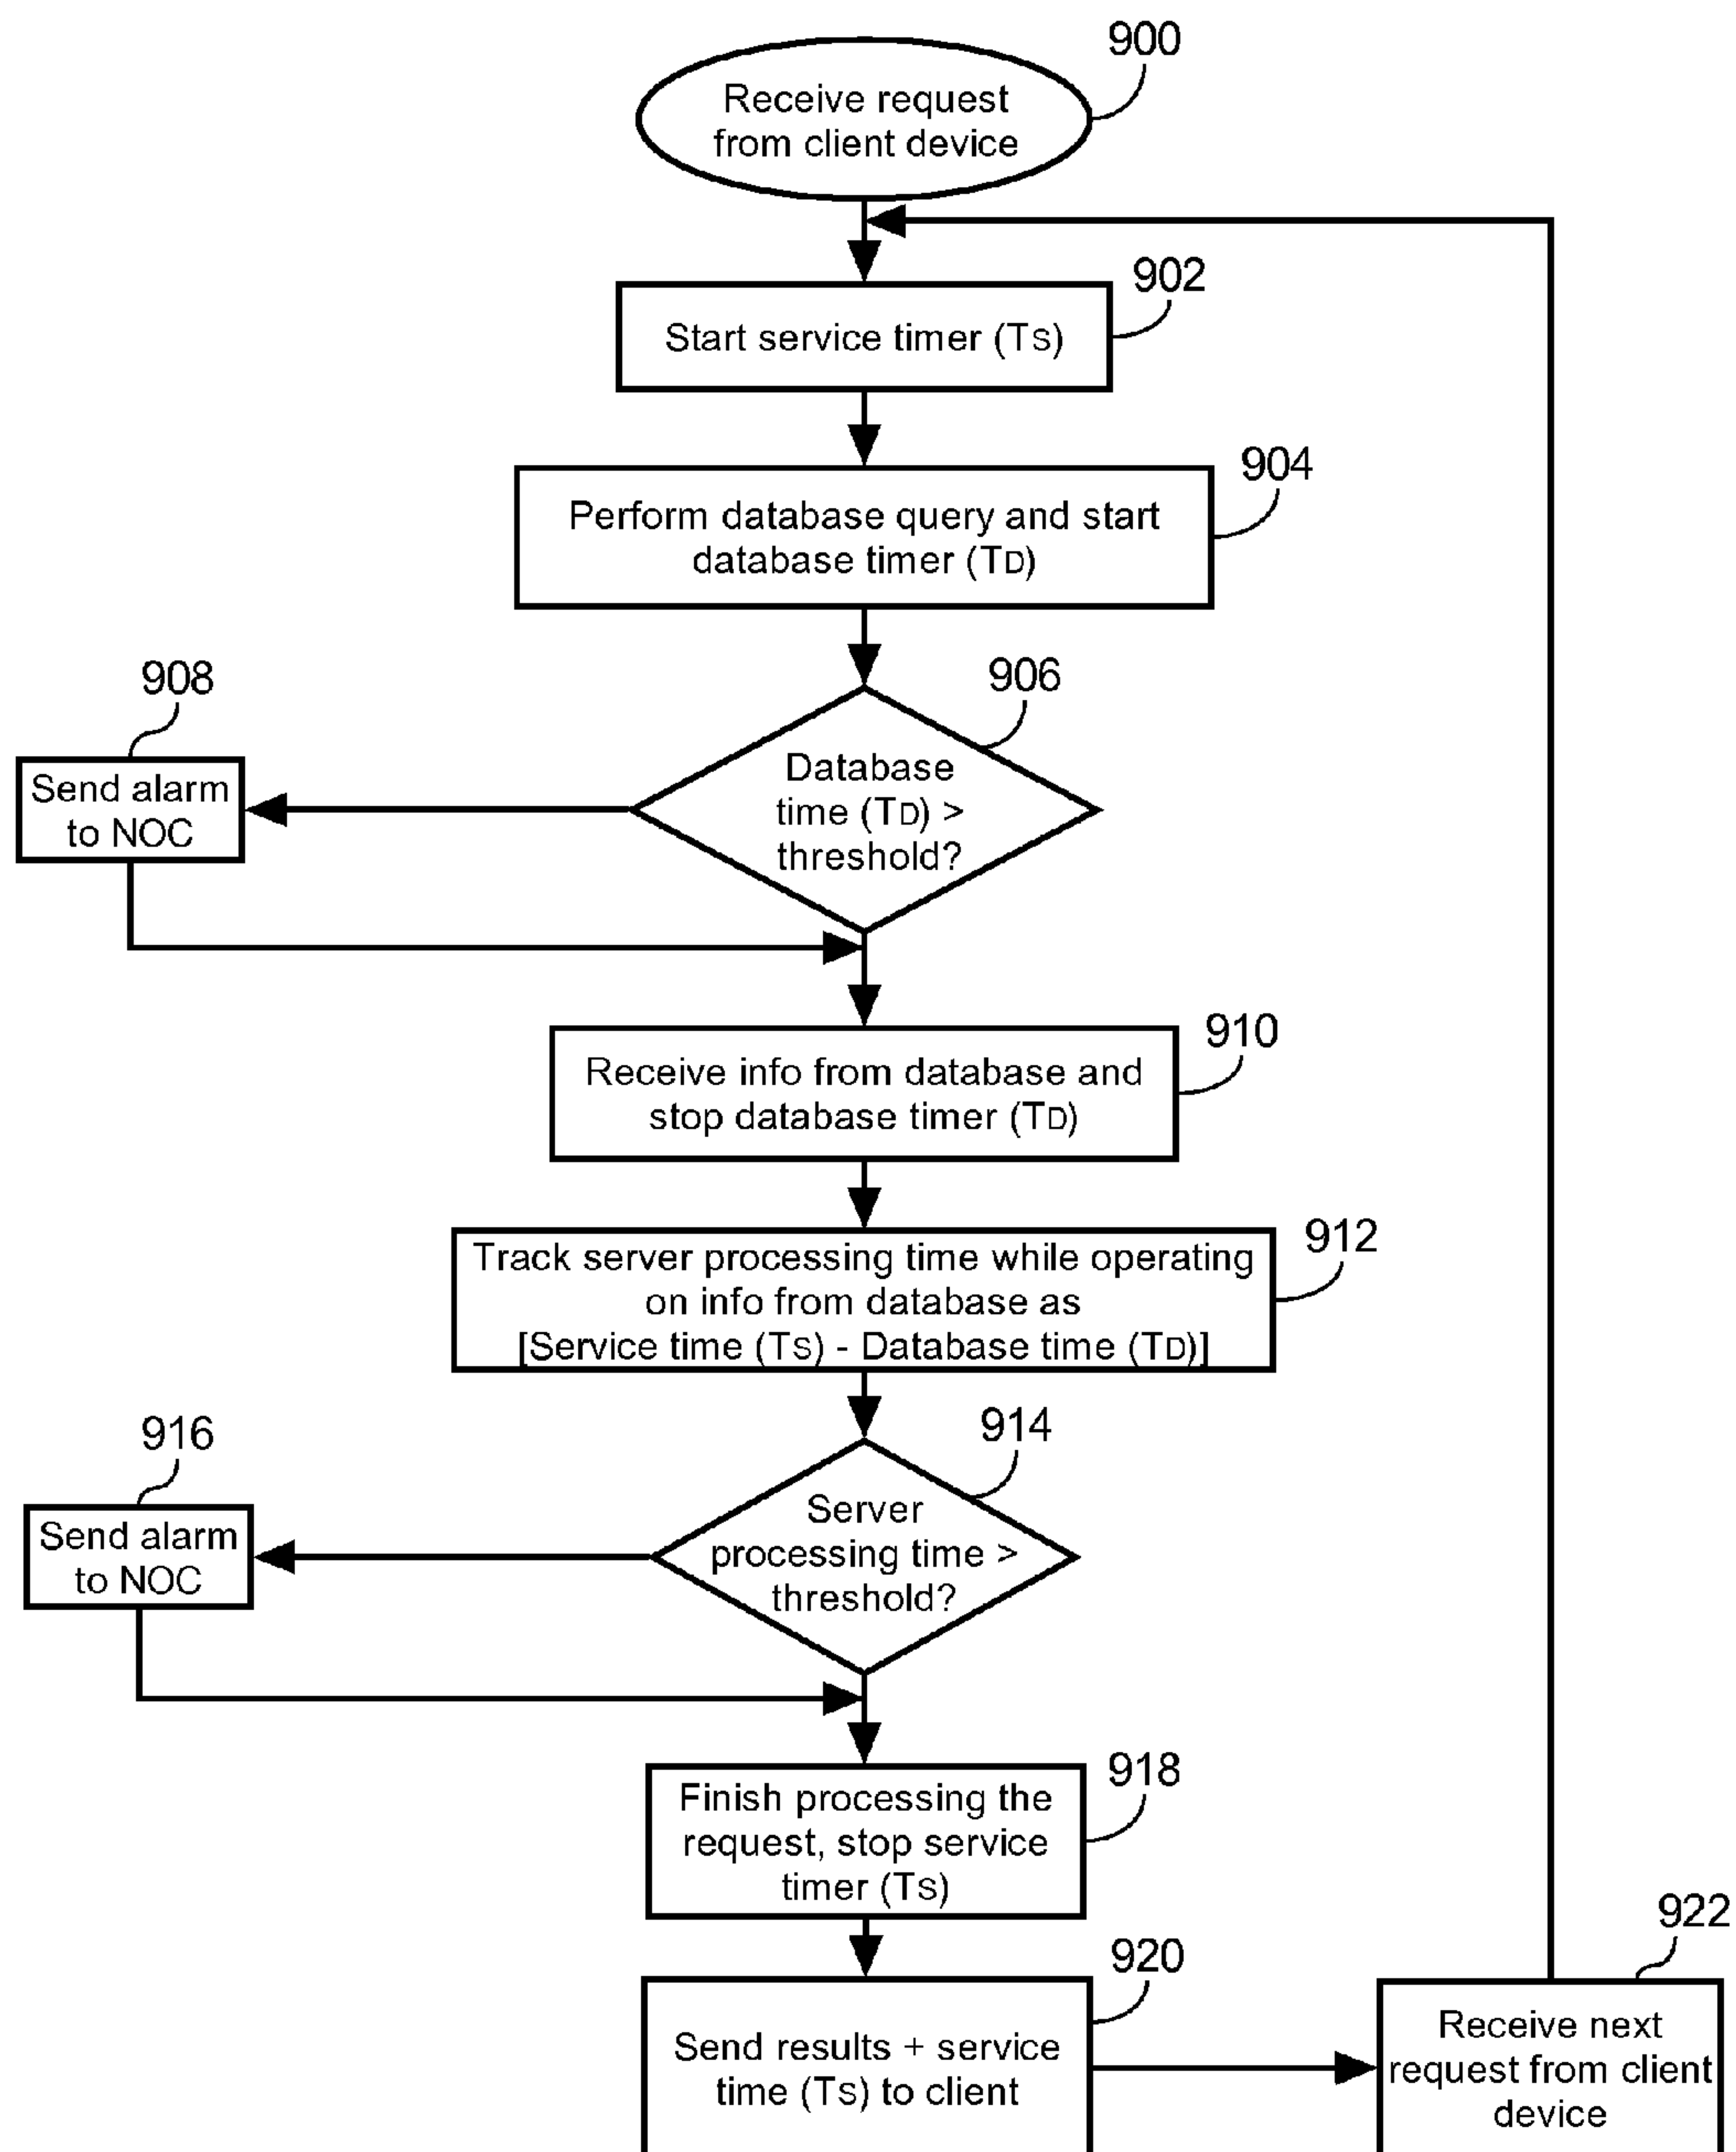 900
Receive request
from client device
902
Start service timer (TS)
904
Perform database query and start
database timer (TD)
906
Database
time (TD) >
threshold?
908
Send alarm
to NOC
910
Receive info from database and
stop database timer (TD)
912
Track server processing time while operating
on info from database as
[Service time (TS) - Database time (TD)]
914
Server
processing time >
threshold?
916
Send alarm
to NOC
918
Finish processing the
request, stop service
timer (TS)
920
Send results + service
time (TS) to client
922
Receive next
request from client
device